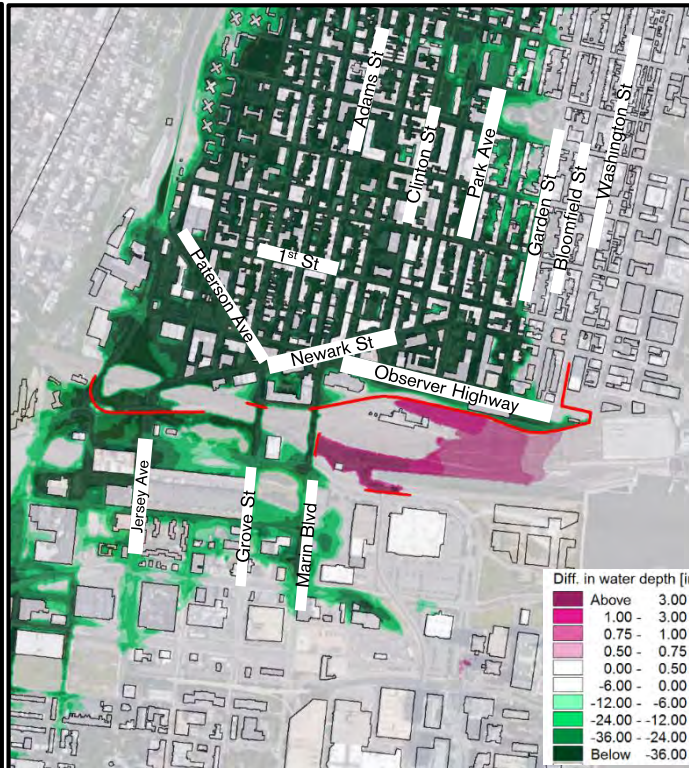 Adams St
Clinton St
Park Ave
Garden St
Bloomfield St
Washington St
1st St
Paterson Ave
Newark St
Observer Highway
Jersey Ave
Grove St
Marin Blvd
Diff. in water depth [i
Above 3.00
1.00 - 3.00
0.75 - 1.00
0.50 - 0.75
0.00 - 0.50
-6.00 - 0.00
-12.00 - -6.00
-24.00 - -12.00
-36.00 - -24.00
Below -36.00